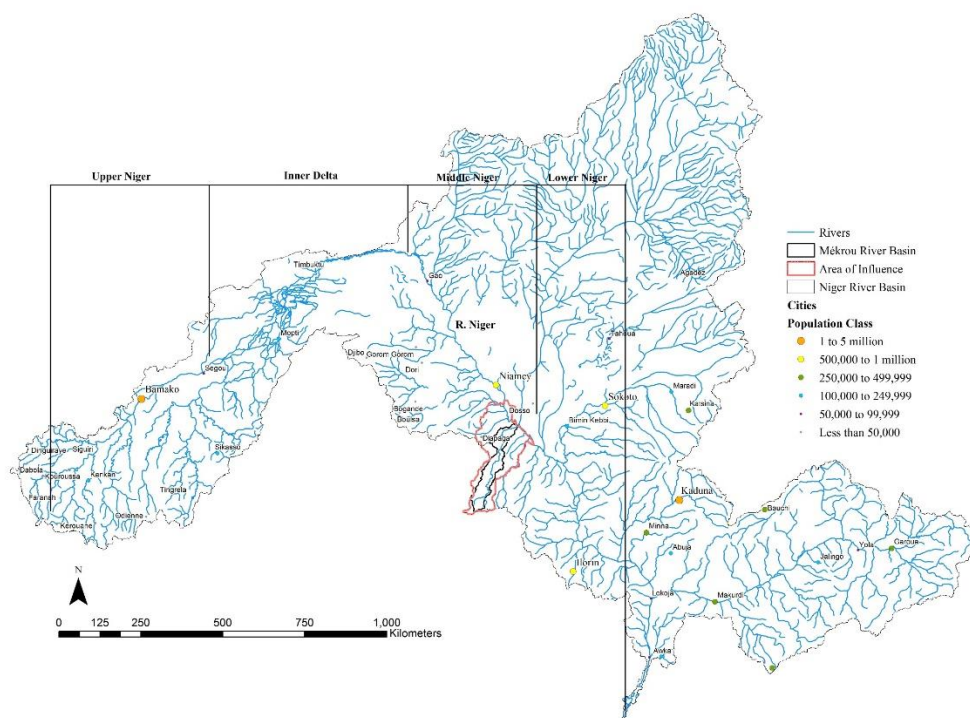 Upper Niger
Inner Delta
Middle Niger
Lower Niger
Rivers
Mékrou River Basin
Area of Influence
Niger River Basin
Cities
Population Class
1 to 5 million
500,000 to 1 million
250,000 to 499,999
100,000 to 249,999
50,000 to 99,999
Less than 50,000
Timbuktu
Gao
Agadez
R. Niger
Tahoua
Mopti
Djibo
Gorom Gorom
Dori
Segou
Niamey
Maradi
Bamako
Sokoto
Katsina
Bogande
Dosso
Boulsa
Birnin Kebbi
Diapaga
Dinguiraye
Siguiri
Sikasso
Dabola
Kouroussa
Kankan
Tingrela
Faranah
Kaduna
Bauchi
Odienne
Kerouane
Minna
Abuja
Yola
Garoua
Jalingo
Ilorin
Lokoja
Makurdi
Awka
N
0 125 250 500 750 1,000
Kilometers